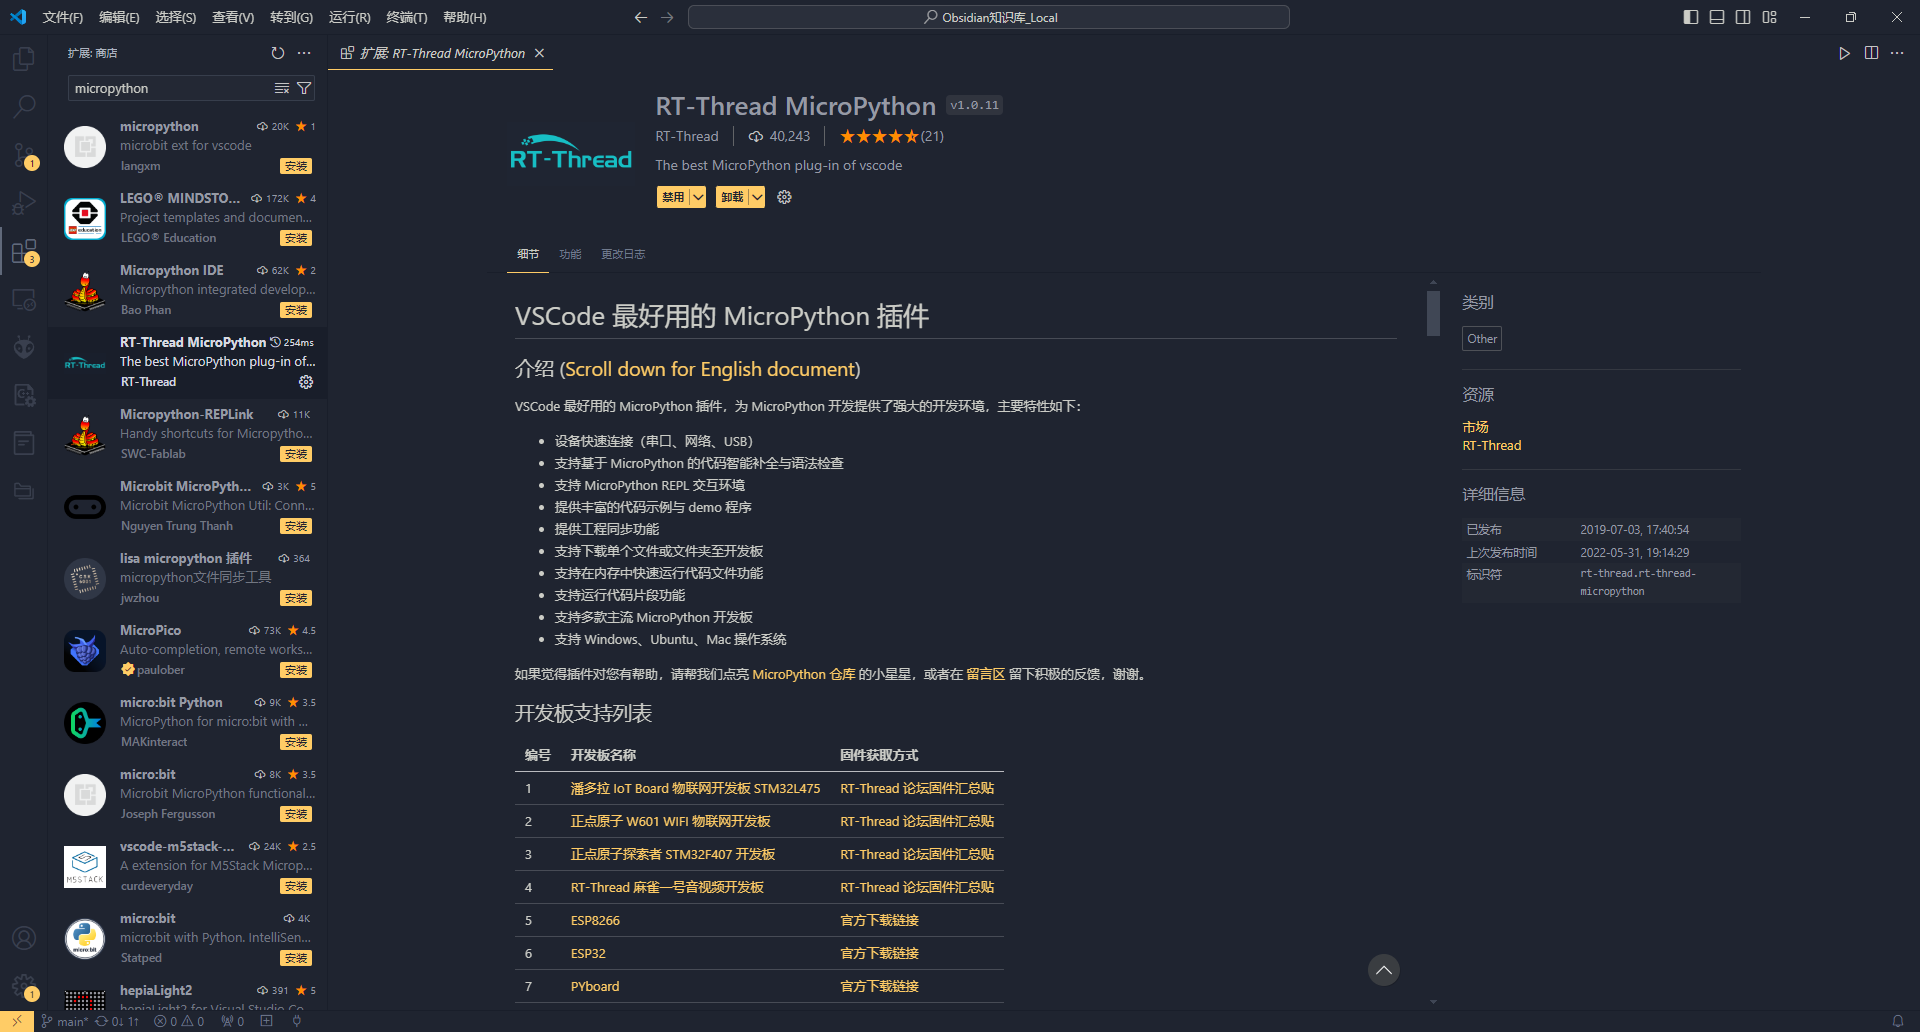 文件(F) 编辑(E) 选择(S) 查看(V) 转到(G) 运行(R) 终端(T) 帮助(H)
Obsidian知识库_Local
扩展: 商店
micropython
micropython 20K 1
microbit ext for vscode
langxm 安装
LEGO® MINDSTO... 172K 4
Project templates and documen...
LEGO® Education 安装
Micropython IDE 62K 2
Micropython integrated develop...
Bao Phan 安装
RT-Thread MicroPython 254ms
The best MicroPython plug-in of...
RT-Thread
Micropython-REPLink 11K
Handy shortcuts for Micropytho...
SWC-Fablab 安装
Microbit MicroPyth... 3K 5
Microbit MicroPython Util: Conn...
Nguyen Trung Thanh 安装
lisa micropython 插件 364
micropython文件同步工具
jwzhou 安装
MicroPico 73K 4.5
Auto-completion, remote works...
paulober 安装
micro:bit Python 9K 3.5
MicroPython for micro:bit with ...
MAKinteract 安装
micro:bit 8K 3.5
Microbit MicroPython functional...
Joseph Fergusson 安装
vscode-m5stack-... 24K 2.5
A extension for M5Stack Microp...
curdeveryday 安装
M5STACK
micro:bit 4K
micro:bit with Python. IntelliSen...
Statped 安装
hepiaLight2 391 5
hepiaLight2 for Visual Studio Co...
扩展: RT-Thread MicroPython
RT-Thread
RT-Thread MicroPython v1.0.11
RT-Thread 40,243 (21)
The best MicroPython plug-in of vscode
禁用 卸载
细节 功能 更改日志
VSCode 最好用的 MicroPython 插件
介绍 (Scroll down for English document)
VSCode 最好用的 MicroPython 插件，为 MicroPython 开发提供了强大的开发环境，主要特性如下：
• 设备快速连接（串口、网络、USB）
• 支持基于 MicroPython 的代码智能补全与语法检查
• 支持 MicroPython REPL 交互环境
• 提供丰富的代码示例与 demo 程序
• 提供工程同步功能
• 支持下载单个文件或文件夹至开发板
• 支持在内存中快速运行代码文件功能
• 支持运行代码片段功能
• 支持多款主流 MicroPython 开发板
• 支持 Windows、Ubuntu、Mac 操作系统
如果觉得插件对您有帮助，请帮我们点亮 MicroPython 仓库 的小星星，或者在 留言区 留下积极的反馈，谢谢。
开发板支持列表
编号 开发板名称 固件获取方式
1 潘多拉 IoT Board 物联网开发板 STM32L475 RT-Thread 论坛固件汇总贴
2 正点原子 W601 WIFI 物联网开发板 RT-Thread 论坛固件汇总贴
3 正点原子探索者 STM32F407 开发板 RT-Thread 论坛固件汇总贴
4 RT-Thread 麻雀一号音视频开发板 RT-Thread 论坛固件汇总贴
5 ESP8266 官方下载链接
6 ESP32 官方下载链接
7 PYboard 官方下载链接
类别
Other
资源
市场
RT-Thread
详细信息
已发布 2019-07-03, 17:40:54
上次发布时间 2022-05-31, 19:14:29
标识符 rt-thread.rt-thread-
micropython
1
3
1
main* 0↓ 1↑ 0 0 0